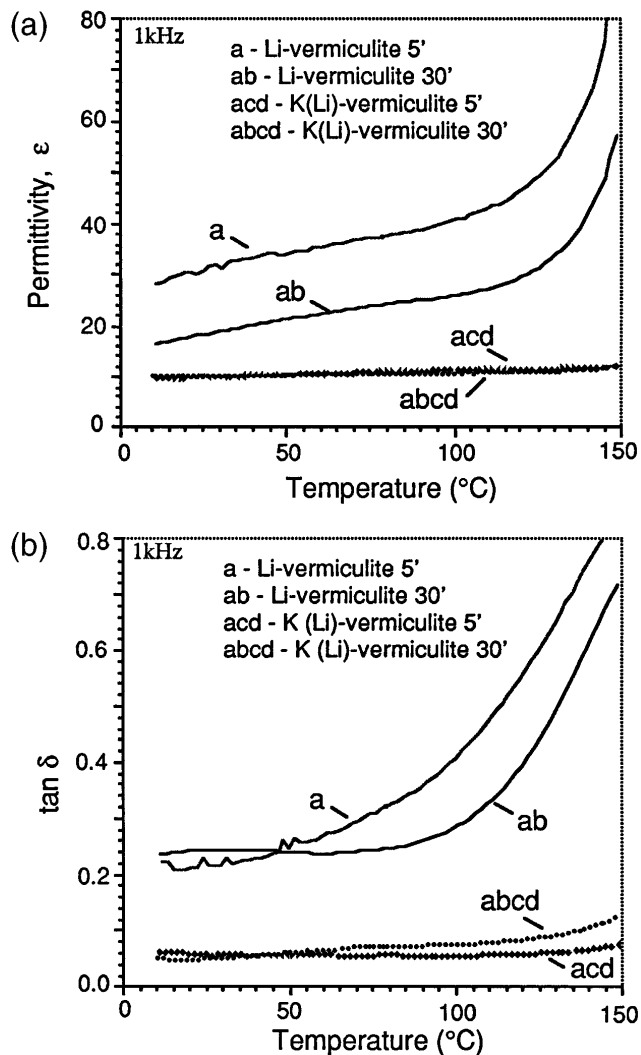 (a)
80
60
40
20
0
Permittivity, ε
1kHz
a - Li-vermiculite 5'
ab - Li-vermiculite 30'
acd - K(Li)-vermiculite 5'
abcd - K(Li)-vermiculite 30'
a
ab
acd
abcd
0 50 100 150
Temperature (°C)
(b)
0.8
0.6
0.4
0.2
0.0
tan δ
1kHz
a - Li-vermiculite 5'
ab - Li-vermiculite 30'
acd - K (Li)-vermiculite 5'
abcd - K (Li)-vermiculite 30'
a
ab
abcd
acd
0 50 100 150
Temperature (°C)